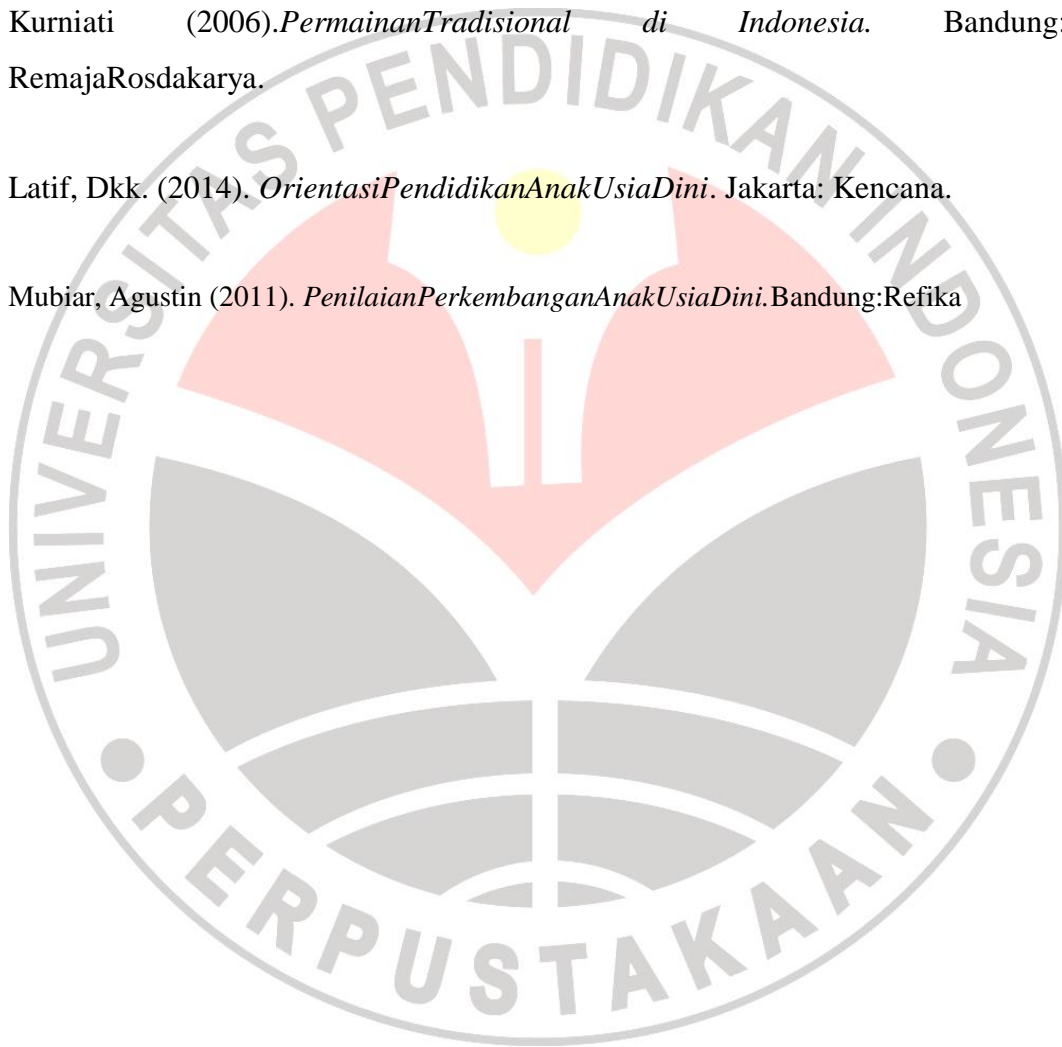 Kurniati (2006).PermainanTradisional di Indonesia. Bandung:
RemajaRosdakarya.
Latif, Dkk. (2014). OrientasiPendidikanAnakUsiaDini. Jakarta: Kencana.
Mubiar, Agustin (2011). PenilaianPerkembanganAnakUsiaDini.Bandung:Refika
UNIVERSITAS PENDIDIKAN INDONESIA
PERPUSTAKAAN